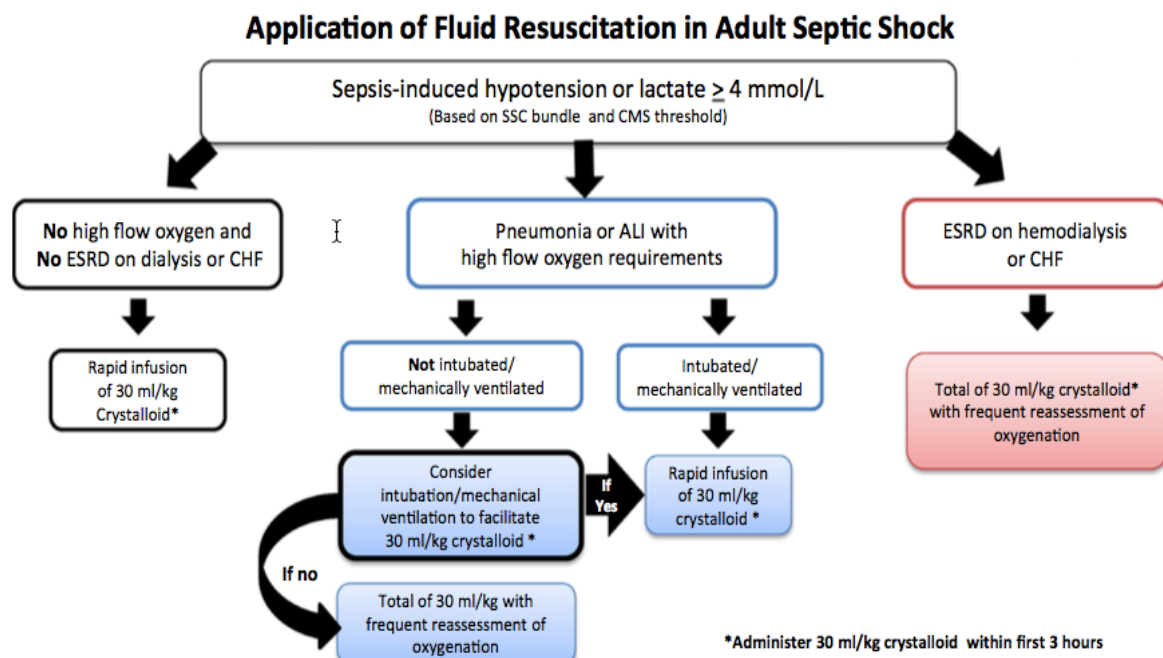 Application of Fluid Resuscitation in Adult Septic Shock
Sepsis-induced hypotension or lactate ≥ 4 mmol/L
(Based on SSC bundle and CMS threshold)
No high flow oxygen and
No ESRD on dialysis or CHF
Pneumonia or ALI with
high flow oxygen requirements
ESRD on hemodialysis
or CHF
Rapid infusion
of 30 ml/kg
Crystalloid*
Not intubated/
mechanically ventilated
Intubated/
mechanically ventilated
Total of 30 ml/kg crystalloid*
with frequent reassessment of
oxygenation
Consider
intubation/mechanical
ventilation to facilitate
30 ml/kg crystalloid *
If
Yes
Rapid infusion
of 30 ml/kg
crystalloid *
If no
Total of 30 ml/kg with
frequent reassessment of
oxygenation
*Administer 30 ml/kg crystalloid within first 3 hours